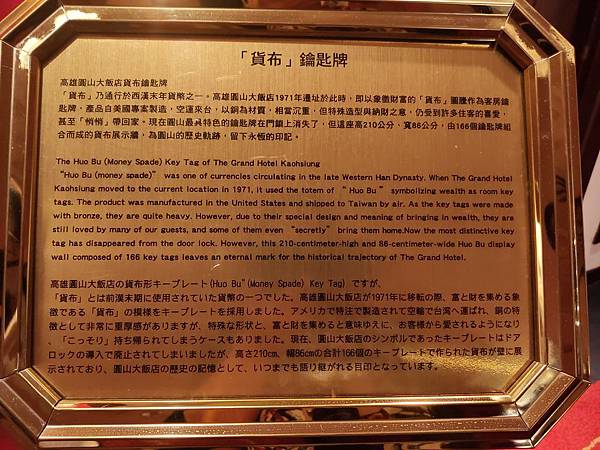 「貨布」鑰匙牌
高雄圓山大飯店貨布鑰匙牌
「貨布」乃通行於西漢末年貨幣之一。高雄圓山大飯店1971年遷址於此時，即以象徵財富的「貨布」圖騰作為客房鑰
匙牌，產品自美國專案製造，空運來台，以銅為材質，相當沉重，但特殊造型與納財之意，仍受到許多住客的喜愛，
甚至「悄悄」帶回家。現在圓山最具特色的鑰匙牌在門鎖上消失了，但這座高210公分，寬86公分，由166個鑰匙牌組
合而成的貨布展示牆，為圓山的歷史軌跡，留下永恆的印記。
The Huo Bu (Money Spade) Key Tag of The Grand Hotel Kaohsiung
“Huo Bu (money spade)” was one of currencies circulating in the late Western Han Dynasty. When The Grand Hotel
Kaohsiung moved to the current location in 1971, it used the totem of “ Huo Bu ” symbolizing wealth as room key
tags. The product was manufactured in the United States and shipped to Taiwan by air. As the key tags were made
with bronze, they are quite heavy. However, due to their special design and meaning of bringing in wealth, they are
still loved by many of our guests, and some of them even “secretly” bring them home.Now the most distinctive key
tag has disappeared from the door lock. However, this 210-centimeter-high and 86-centimeter-wide Huo Bu display
wall composed of 166 key tags leaves an eternal mark for the historical trajectory of The Grand Hotel.
高雄圓山大飯店の貨布形キープレート(Huo Bu"(Money Spade) Key Tag) ですが、
「貨布」とは前漢末期に使用されていた貨幣の一つでした。高雄圓山大飯店が1971年に移転の際、富と財を集める象
徴である「貨布」の模様をキープレートを採用しました。アメリカで特注で製造されて空輸で台湾へ運ばれ、銅の特
徴として非常に重厚感がありますが、特殊な形状と、富と財を集めると意味ゆえに、お客様から愛されるようになり
、「こっそり」持ち帰られてしまうケースもありました。現在、圓山大飯店のシンボルであったキープレートはドア
ロックの導入で廃止されてしまいましたが、高さ210cm、幅86cmの合計166個のキープレートで作られた貨布が壁に展
示されており、圓山大飯店の歴史の記憶として、いつまでも語り継がれる目印となっています。